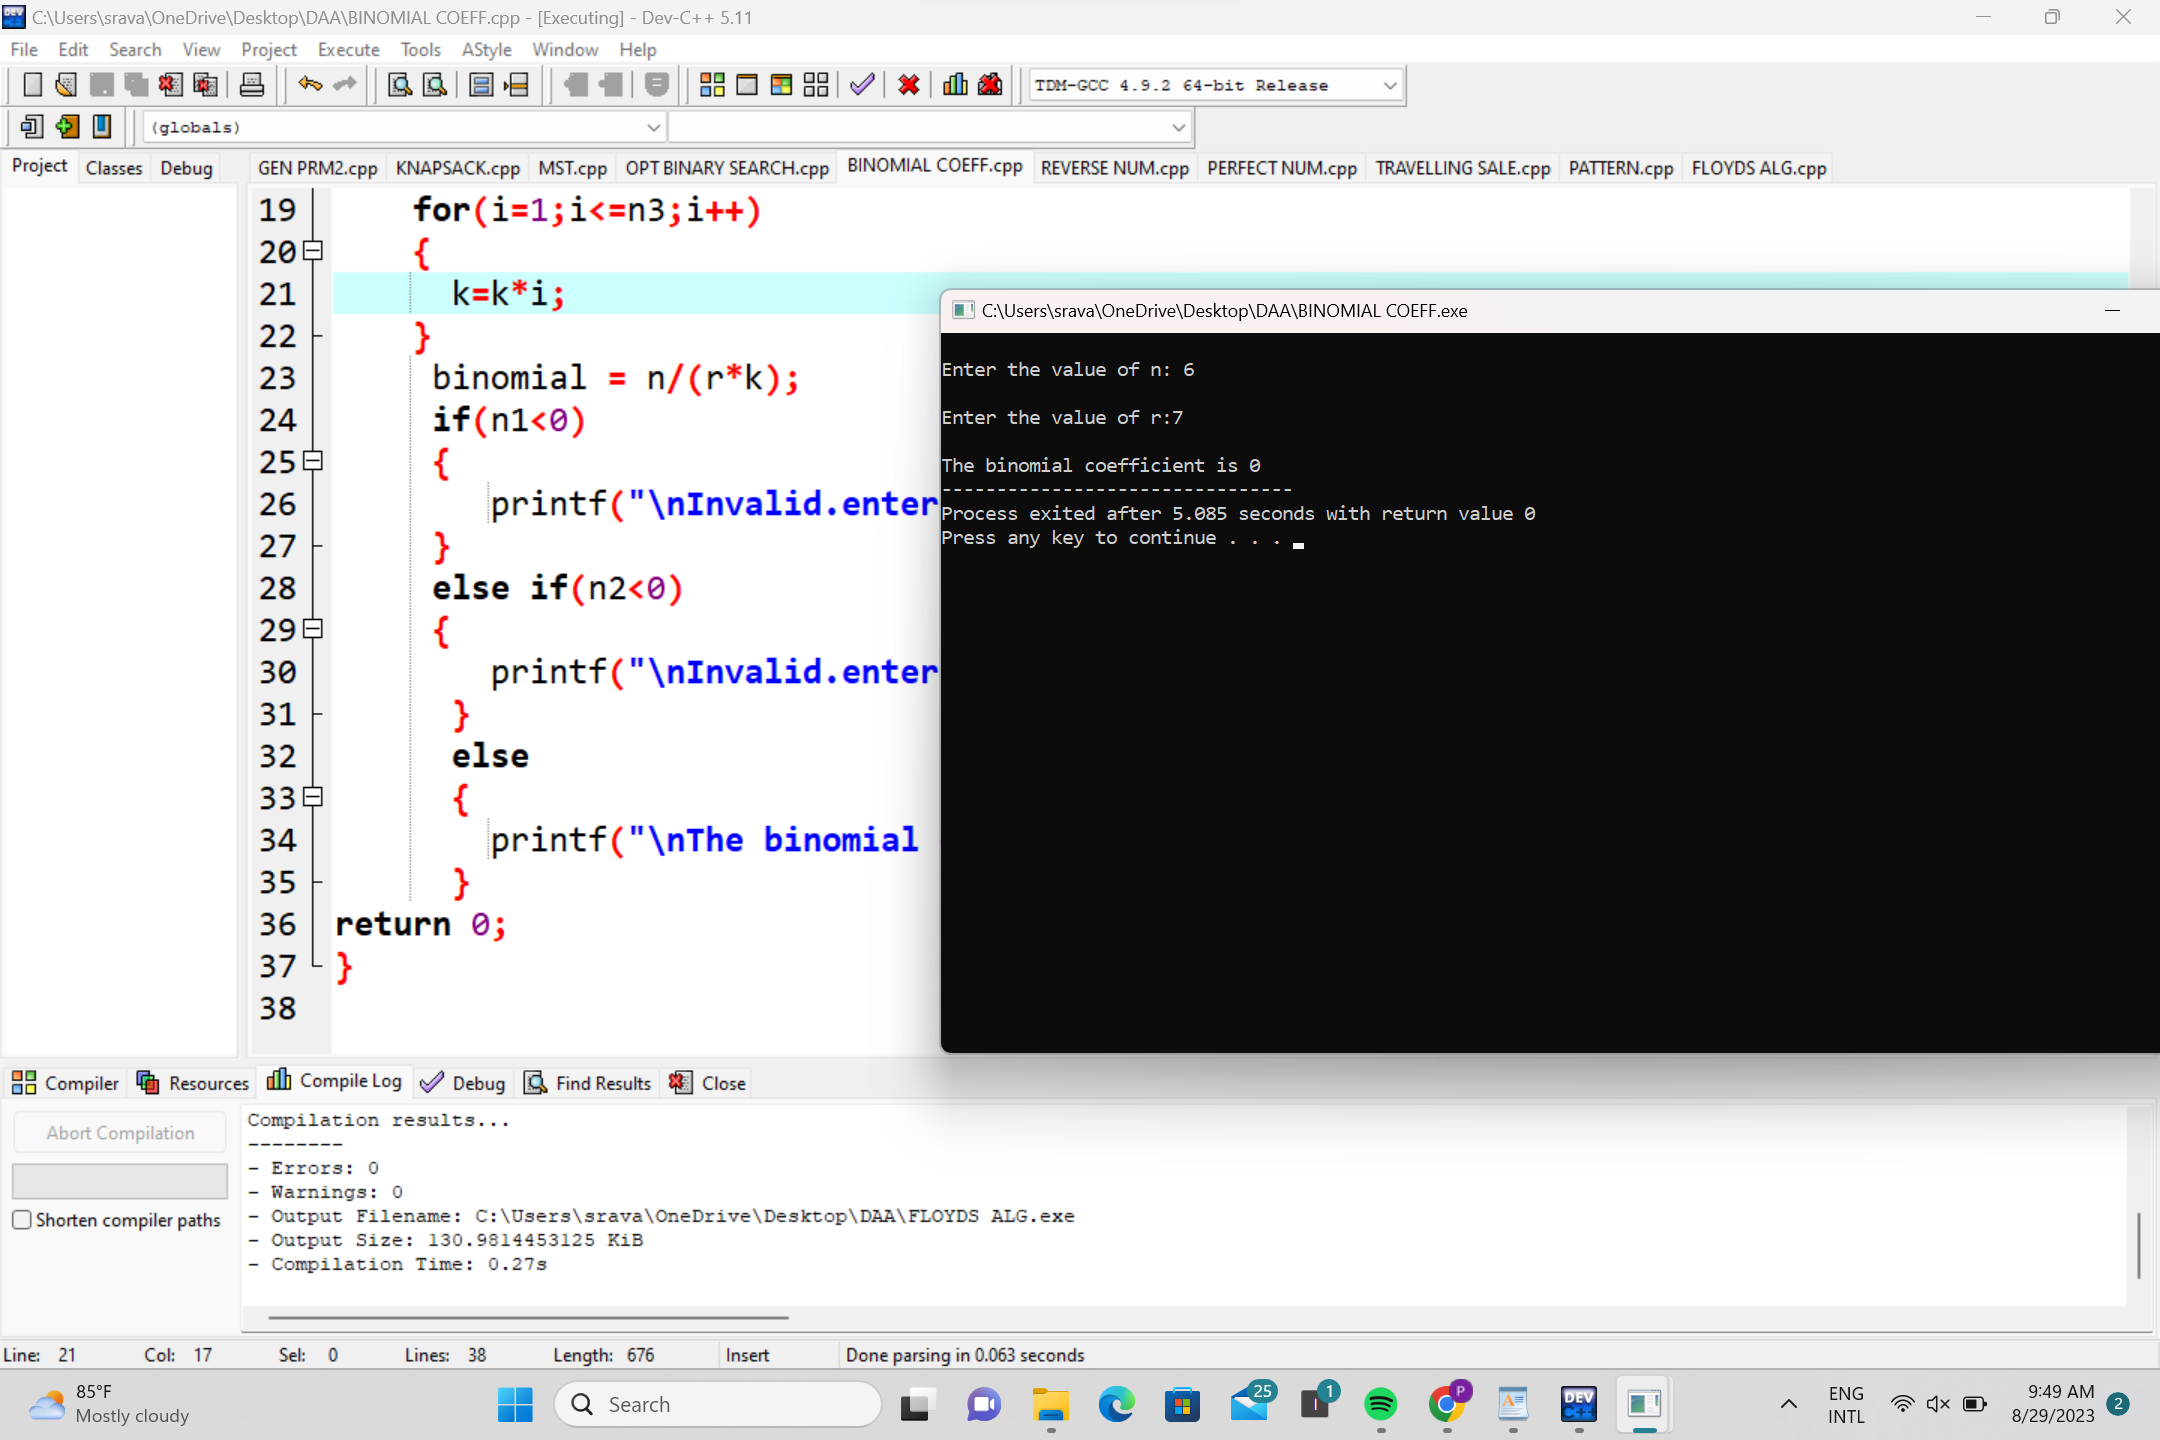 C:\Users\srava\OneDrive\Desktop\DAA\BINOMIAL COEFF.cpp - [Executing] - Dev-C++ 5.11
File Edit Search View Project Execute Tools AStyle Window Help
TDM-GCC 4.9.2 64-bit Release
(globals)
Project Classes Debug
GEN PRM2.cpp KNAPSACK.cpp MST.cpp OPT BINARY SEARCH.cpp BINOMIAL COEFF.cpp REVERSE NUM.cpp PERFECT NUM.cpp TRAVELLING SALE.cpp PATTERN.cpp FLOYDS ALG.cpp
19 for(i=1;i<=n3;i++)
20 {
21 k=k*i;
22 }
23 binomial = n/(r*k);
24 if(n1<0)
25 {
26 printf("\nInvalid.enter
27 }
28 else if(n2<0)
29 {
30 printf("\nInvalid.enter
31 }
32 else
33 {
34 printf("\nThe binomial
35 }
36 return 0;
37 }
38
C:\Users\srava\OneDrive\Desktop\DAA\BINOMIAL COEFF.exe
Enter the value of n: 6
Enter the value of r:7
The binomial coefficient is 0
--------------------------------
Process exited after 5.085 seconds with return value 0
Press any key to continue . . .
Compiler Resources Compile Log Debug Find Results Close
Abort Compilation
Shorten compiler paths
Compilation results...
--------
- Errors: 0
- Warnings: 0
- Output Filename: C:\Users\srava\OneDrive\Desktop\DAA\FLOYDS ALG.exe
- Output Size: 130.9814453125 KiB
- Compilation Time: 0.27s
Line: 21 Col: 17 Sel: 0 Lines: 38 Length: 676 Insert Done parsing in 0.063 seconds
85°F
Mostly cloudy
Search
25
1
P
DEV
C++
ENG
INTL
9:49 AM
8/29/2023
2